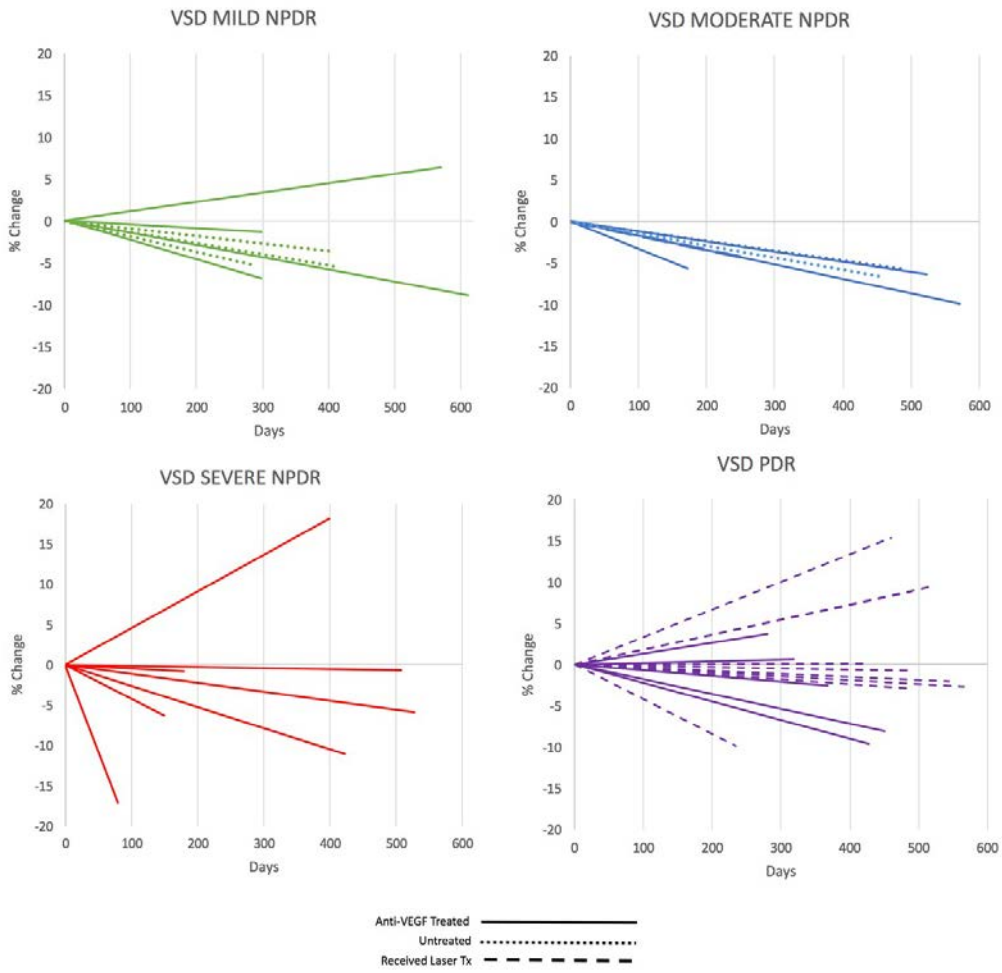 VSD MILD NPDR
20
15
10
5
0
-5
-10
-15
-20
% Change
0 100 200 300 400 500 600
Days
VSD MODERATE NPDR
20
15
10
5
0
-5
-10
-15
-20
% Change
0 100 200 300 400 500 600
Days
VSD SEVERE NPDR
20
15
10
5
0
-5
-10
-15
-20
% Change
0 100 200 300 400 500 600
Days
VSD PDR
20
15
10
5
0
-5
-10
-15
-20
% Change
0 100 200 300 400 500 600
Days
Anti-VEGF Treated
Untreated
Received Laser Tx